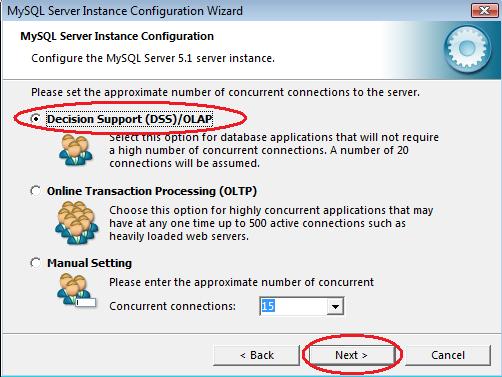 MySQL Server Instance Configuration Wizard
MySQL Server Instance Configuration
Configure the MySQL Server 5.1 server instance.
Please set the approximate number of concurrent connections to the server.
Decision Support (DSS)/OLAP
Select this option for database applications that will not require
a high number of concurrent connections. A number of 20
connections will be assumed.
Online Transaction Processing (OLTP)
Choose this option for highly concurrent applications that may
have at any one time up to 500 active connections such as
heavily loaded web servers.
Manual Setting
Please enter the approximate number of concurrent
Concurrent connections: 15
< Back Next > Cancel